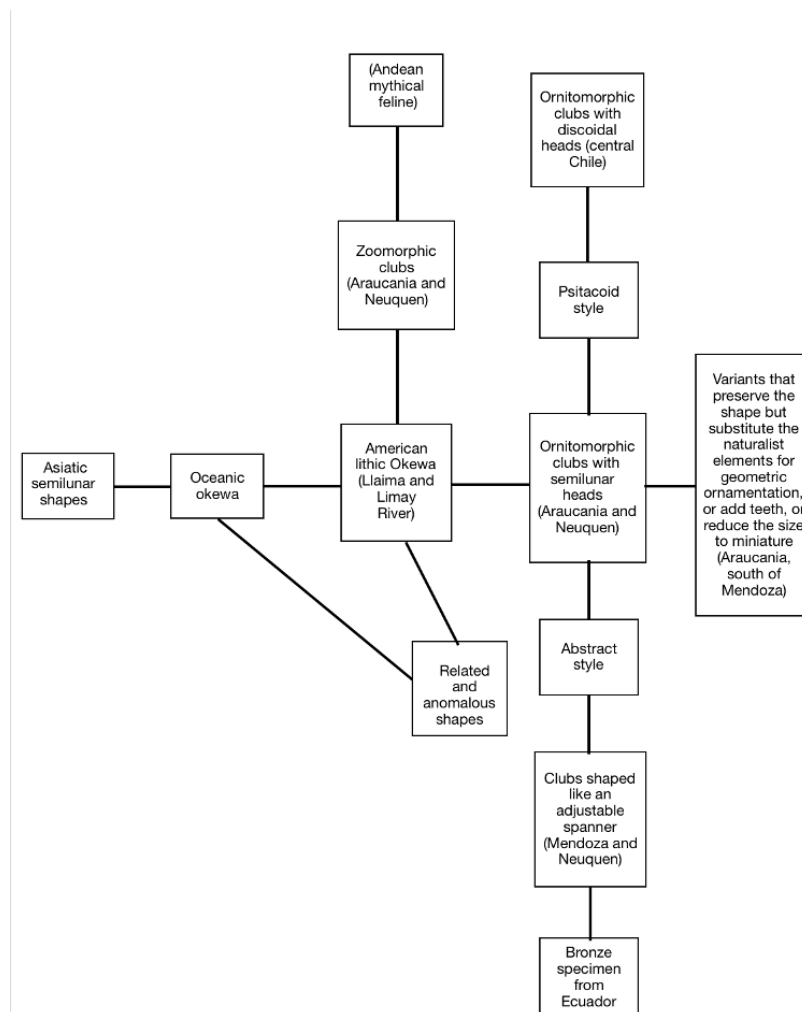 (Andean
mythical
feline)
Ornitomorphic
clubs with
discoidal
heads (central
Chile)
Zoomorphic
clubs
(Araucania and
Neuquen)
Psitacoid
style
Variants that
preserve the
shape but
substitute the
naturalist
elements for
geometric
ornamentation,
or add teeth, or
reduce the size
to miniature
(Araucania,
south of
Mendoza)
Asiatic
semilunar
shapes
Oceanic
okewa
American
lithic Okewa
(Llaima and
Limay
River)
Ornitomorphic
clubs with
semilunar
heads
(Araucania and
Neuquen)
Related
and
anomalous
shapes
Abstract
style
Clubs shaped
like an
adjustable
spanner
(Mendoza and
Neuquen)
Bronze
specimen
from
Ecuador